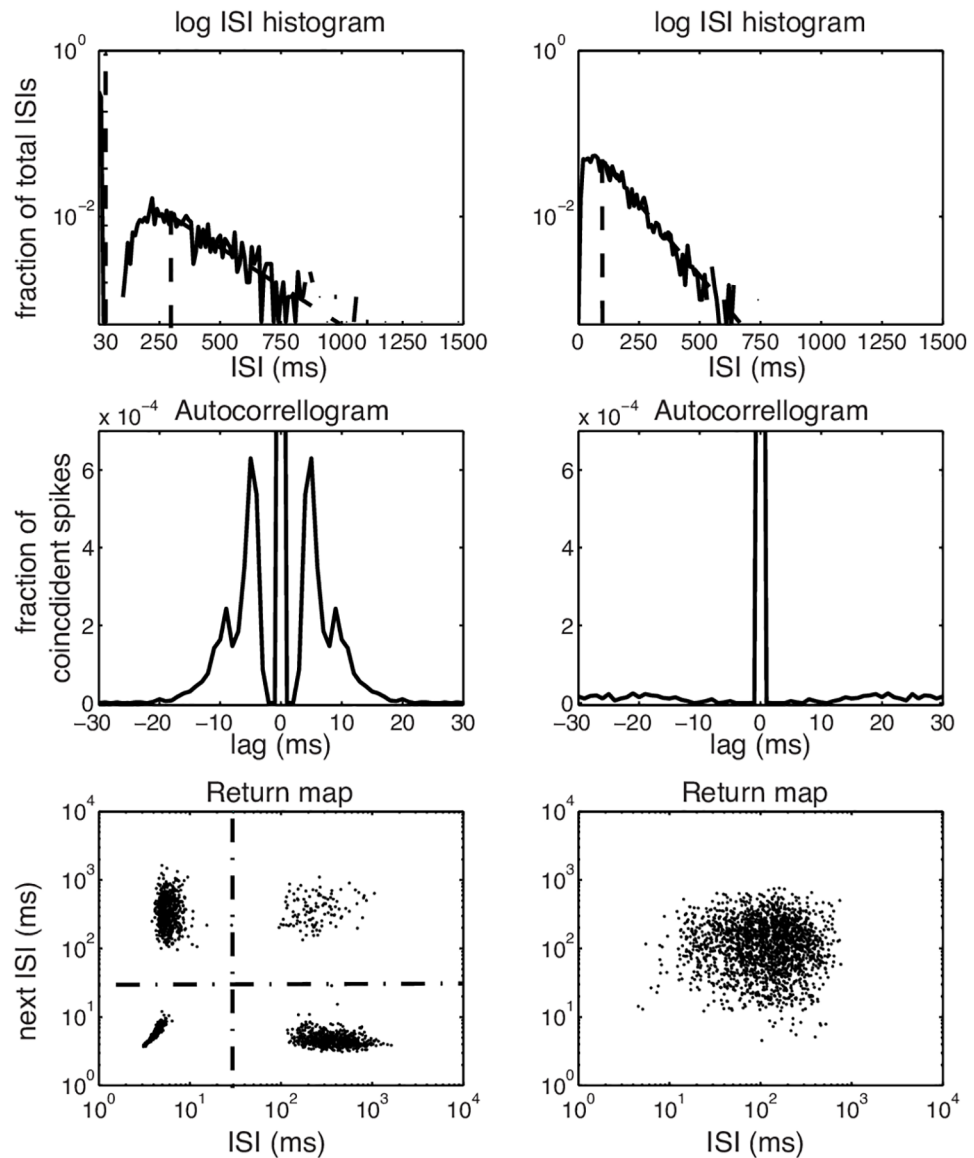 log ISI histogram
log ISI histogram
fraction of total ISIs
10^0
10^-2
30 250 500 750 1000 1250 1500
ISI (ms)
10^0
10^-2
0 250 500 750 1000 1250 1500
ISI (ms)
x 10^-4 Autocorrellogram
x 10^-4 Autocorrellogram
fraction of
coincdident spikes
6
4
2
0
-30 -20 -10 0 10 20 30
lag (ms)
6
4
2
0
-30 -20 -10 0 10 20 30
lag (ms)
Return map
Return map
next ISI (ms)
10^4
10^3
10^2
10^1
10^0
10^0 10^1 10^2 10^3 10^4
ISI (ms)
10^4
10^3
10^2
10^1
10^0
10^0 10^1 10^2 10^3 10^4
ISI (ms)